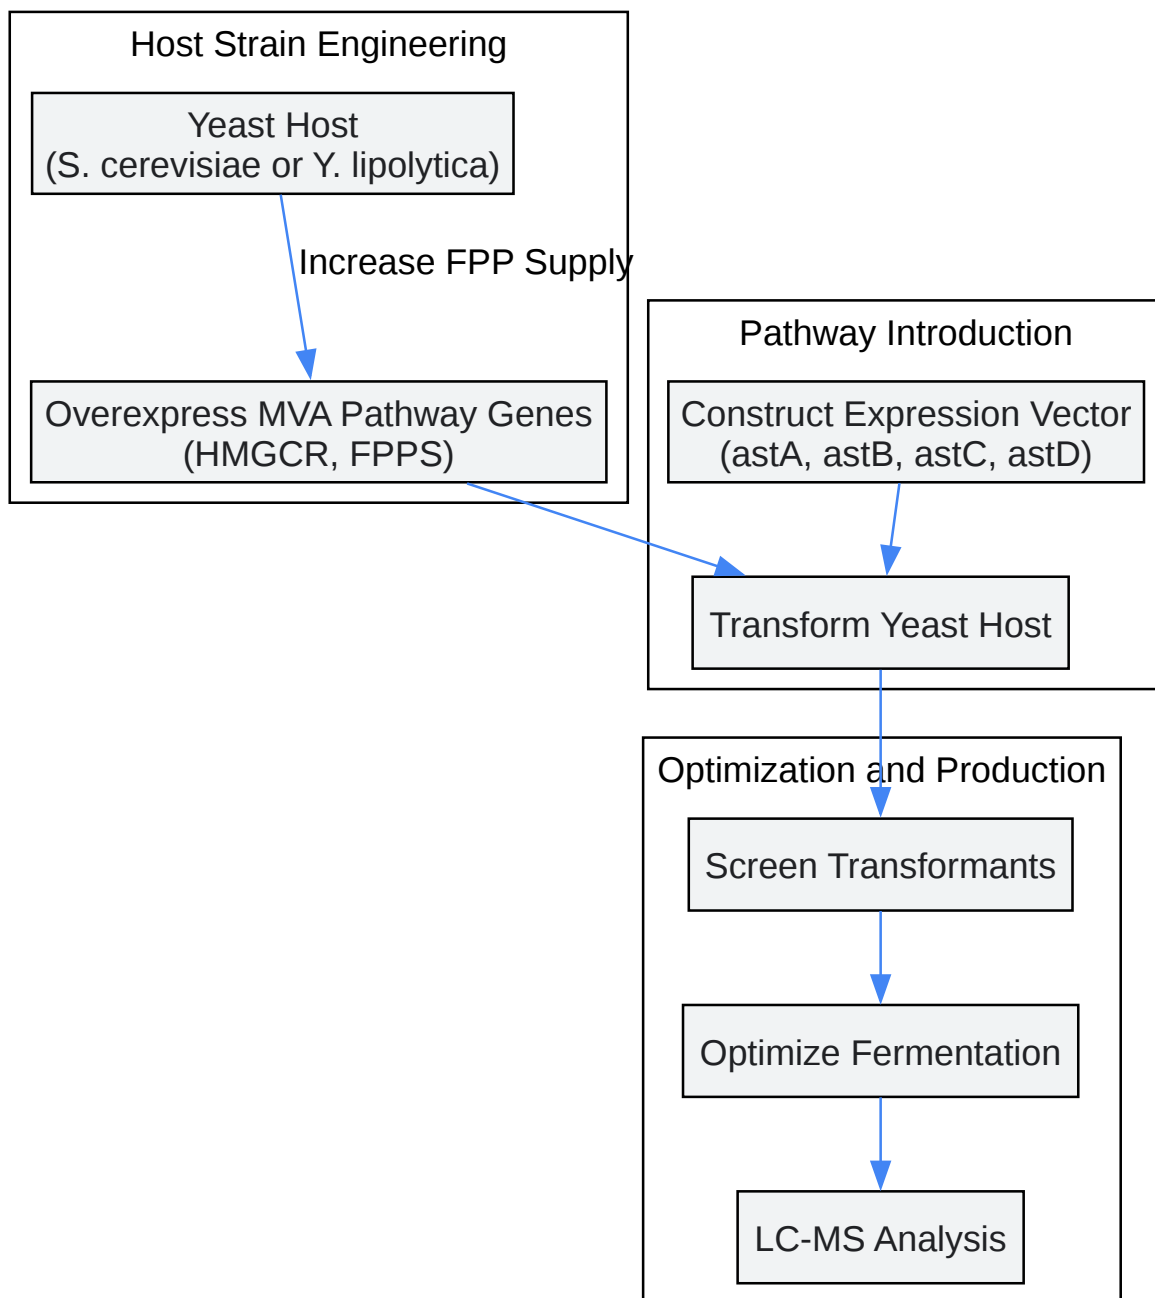 Host Strain Engineering
Yeast Host
(S. cerevisiae or Y. lipolytica)
Increase FPP Supply
Overexpress MVA Pathway Genes
(HMGCR, FPPS)
Pathway Introduction
Construct Expression Vector
(astA, astB, astC, astD)
Transform Yeast Host
Optimization and Production
Screen Transformants
Optimize Fermentation
LC-MS Analysis